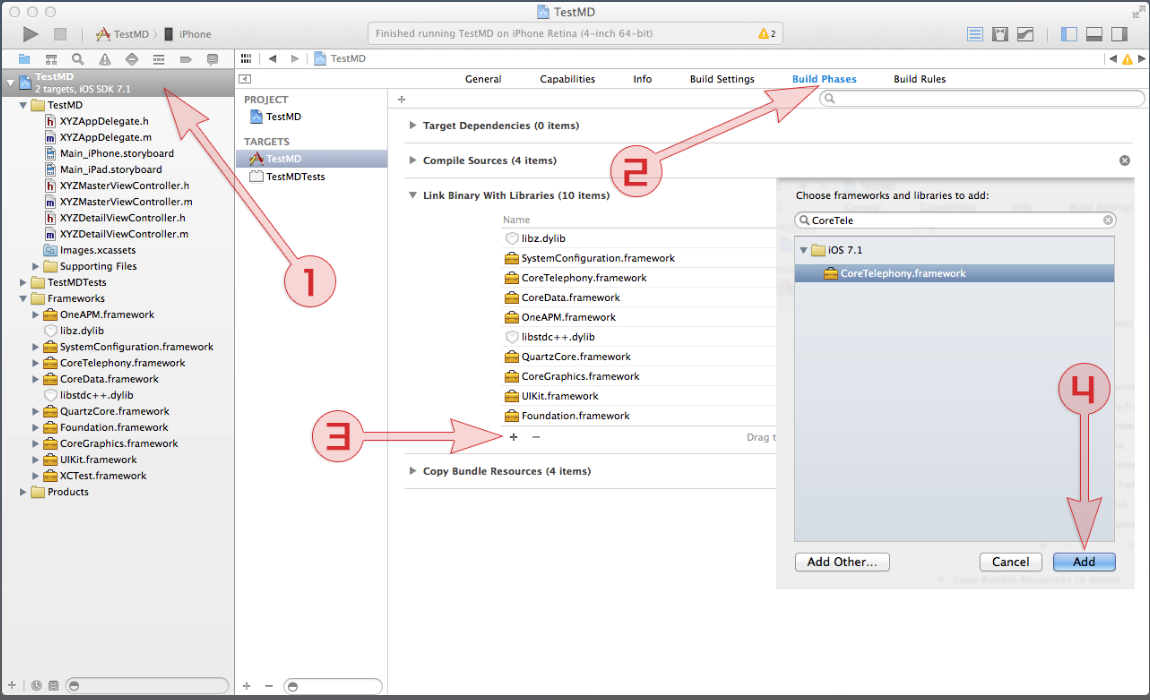 TestMD
TestMD
iPhone
Finished running TestMD on iPhone Retina (4-inch 64-bit)
2
TestMD
TestMD
2 targets, iOS SDK 7.1
TestMD
XYZAppDelegate.h
XYZAppDelegate.m
Main_iPhone.storyboard
Main_iPad.storyboard
XYZMasterViewController.h
XYZMasterViewController.m
XYZDetailViewController.h
XYZDetailViewController.m
Images.xcassets
Supporting Files
TestMDTests
Frameworks
OneAPM.framework
libz.dylib
SystemConfiguration.framework
CoreTelephony.framework
CoreData.framework
libstdc++.dylib
QuartzCore.framework
Foundation.framework
CoreGraphics.framework
UIKit.framework
XCTest.framework
Products
1
General Capabilities Info Build Settings Build Phases Build Rules
PROJECT
TestMD
TARGETS
TestMD
TestMDTests
2
Target Dependencies (0 items)
Compile Sources (4 items)
Link Binary With Libraries (10 items)
Name
libz.dylib
SystemConfiguration.framework
CoreTelephony.framework
CoreData.framework
OneAPM.framework
libstdc++.dylib
QuartzCore.framework
CoreGraphics.framework
UIKit.framework
Foundation.framework
3
+ −
Drag t
Copy Bundle Resources (4 items)
Choose frameworks and libraries to add:
CoreTele
iOS 7.1
CoreTelephony.framework
4
Add Other...
Cancel
Add
Copy Bundle Resources (4 items)